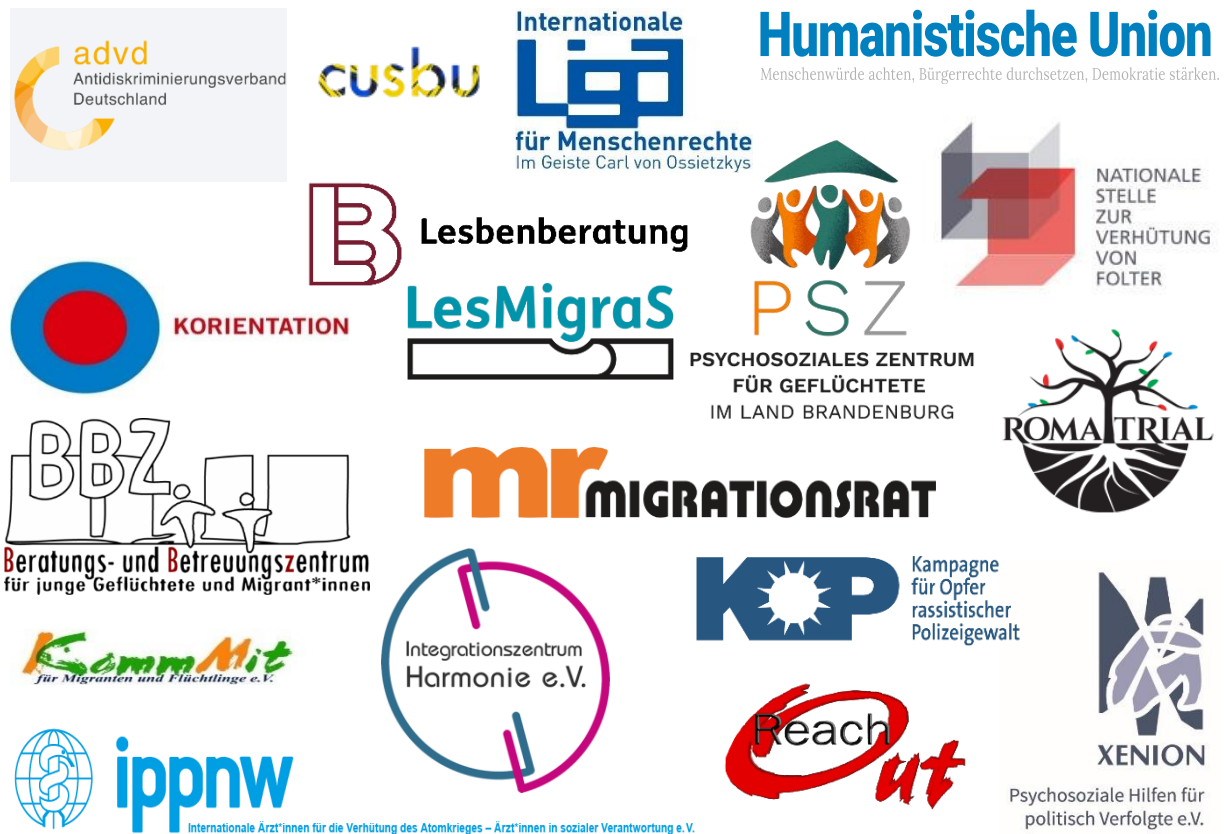 advd
Antidiskriminierungsverband
Deutschland
cusbu
Internationale
Liga
für Menschenrechte
Im Geiste Carl von Ossietzkys
Humanistische Union
Menschenwürde achten, Bürgerrechte durchsetzen, Demokratie stärken.
LB
Lesbenberatung
LesMigraS
PSZ
PSYCHOSOZIALES ZENTRUM
FÜR GEFLÜCHTETE
IM LAND BRANDENBURG
NATIONALE
STELLE
ZUR
VERHÜTUNG
VON
FOLTER
KORIENTATION
ROMATRIAL
BBZ
Beratungs- und Betreuungszentrum
für junge Geflüchtete und Migrant*innen
mr MIGRATIONSRAT
Integrationszentrum
Harmonie e.V.
KOP
Kampagne
für Opfer
rassistischer
Polizeigewalt
KommMit
für Migranten und Flüchtlinge e.V.
ReachOut
XENION
Psychosoziale Hilfen für
politisch Verfolgte e.V.
ippnw
Internationale Ärzt*innen für die Verhütung des Atomkrieges – Ärzt*innen in sozialer Verantwortung e.V.